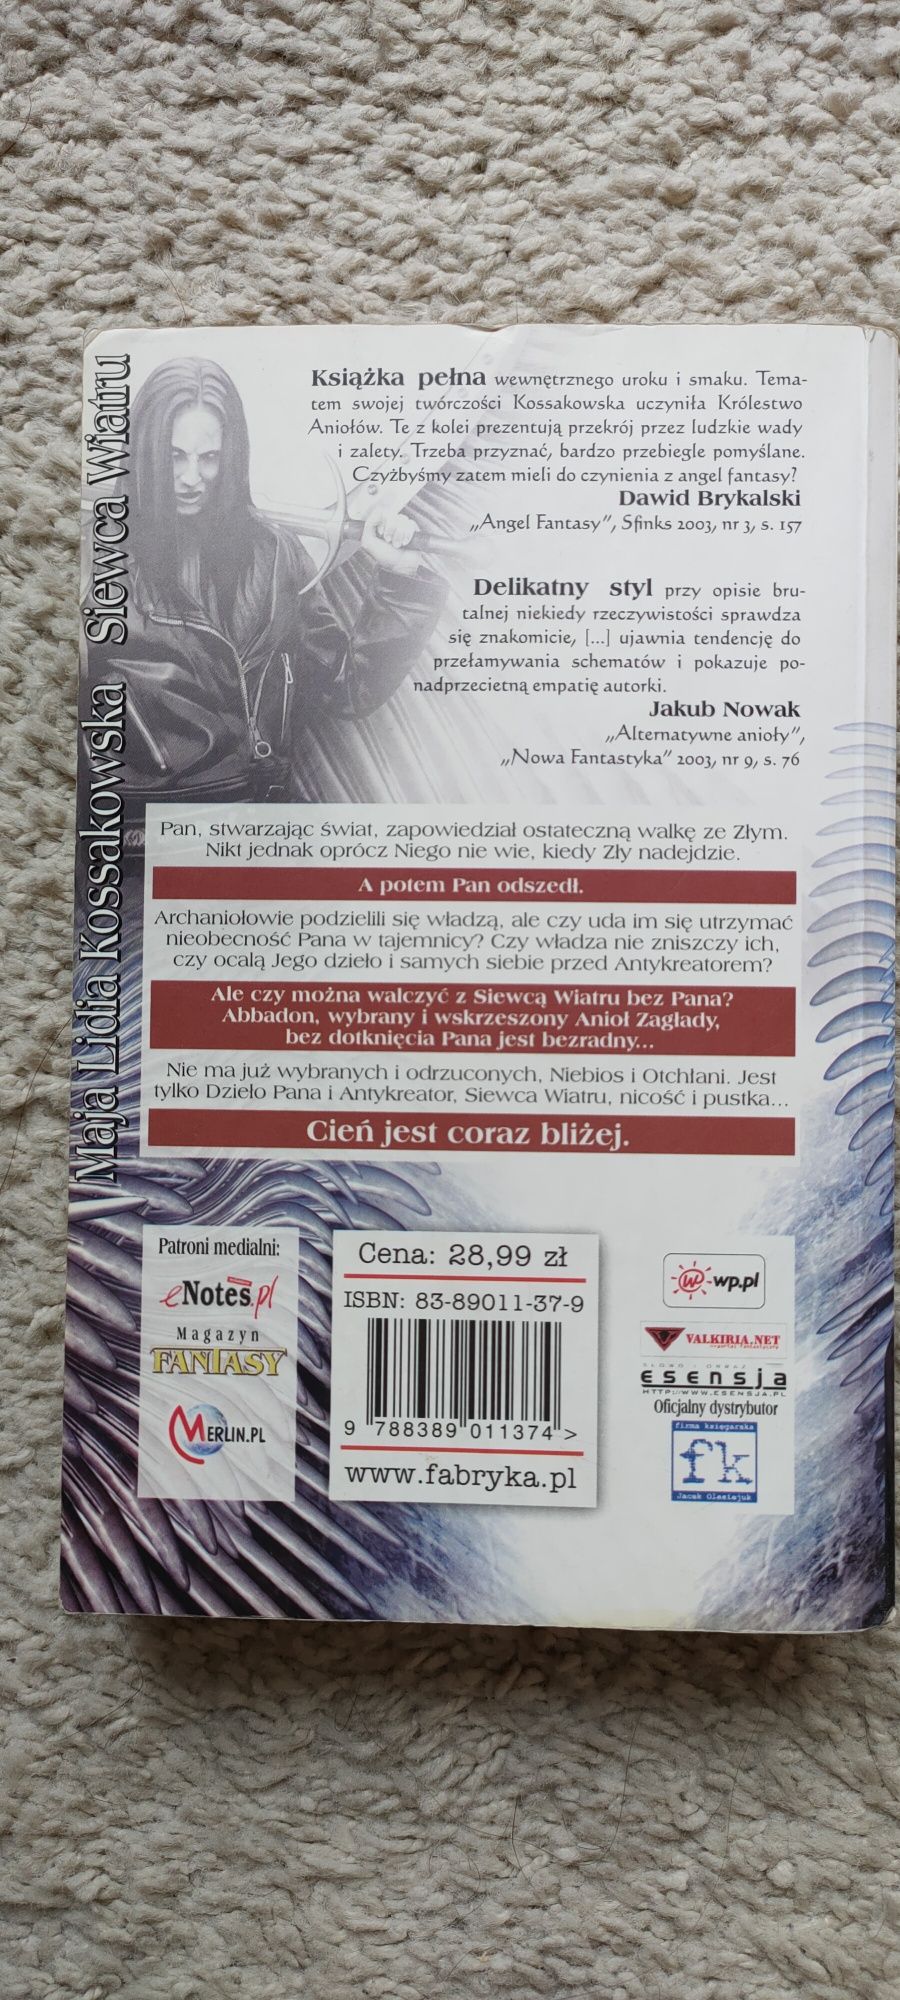 Maja Lidia Kossakowska Siewca Wiatru
Książka pełna wewnętrznego uroku i smaku. Tema-
tem swojej twórczości Kossakowska uczyniła Królestwo
Aniołów. Te z kolei prezentują przekrój przez ludzkie wady
i zalety. Trzeba przyznać, bardzo przebiegle pomyślane.
Czyżbyśmy zatem mieli do czynienia z angel fantasy?
Dawid Brykalski
„Angel Fantasy”, Sfinks 2003, nr 3, s. 157
Delikatny styl przy opisie bru-
talnej niekiedy rzeczywistości sprawdza
się znakomicie, [...] ujawnia tendencję do
przełamywania schematów i pokazuje po-
nadprzecietną empatię autorki.
Jakub Nowak
„Alternatywne anioły”,
„Nowa Fantastyka” 2003, nr 9, s. 76
Pan, stwarzając świat, zapowiedział ostateczną walkę ze Złym.
Nikt jednak oprócz Niego nie wie, kiedy Zły nadejdzie.
A potem Pan odszedł.
Archaniołowie podzielili się władzą, ale czy uda im się utrzymać
nieobecność Pana w tajemnicy? Czy władza nie zniszczy ich,
czy ocalą Jego dzieło i samych siebie przed Antykreatorem?
Ale czy można walczyć z Siewcą Wiatru bez Pana?
Abbadon, wybrany i wskrzeszony Anioł Zagłady,
bez dotknięcia Pana jest bezradny...
Nie ma już wybranych i odrzuconych, Niebios i Otchłani. Jest
tylko Dzieło Pana i Antykreator, Siewca Wiatru, nicość i pustka...
Cień jest coraz bliżej.
Patroni medialni:
eNotes.pl
Magazyn
FANTASY
MERLIN.PL
Cena: 28,99 zł
ISBN: 83-89011-37-9
9 788389 011374 >
www.fabryka.pl
wp.pl
VALKIRIA.NET
SŁOWO I OBRAZ
esensja
HTTP://WWW.ESENSJA.PL
Oficjalny dystrybutor
firma księgarska
fk
Jacek Olesiejuk